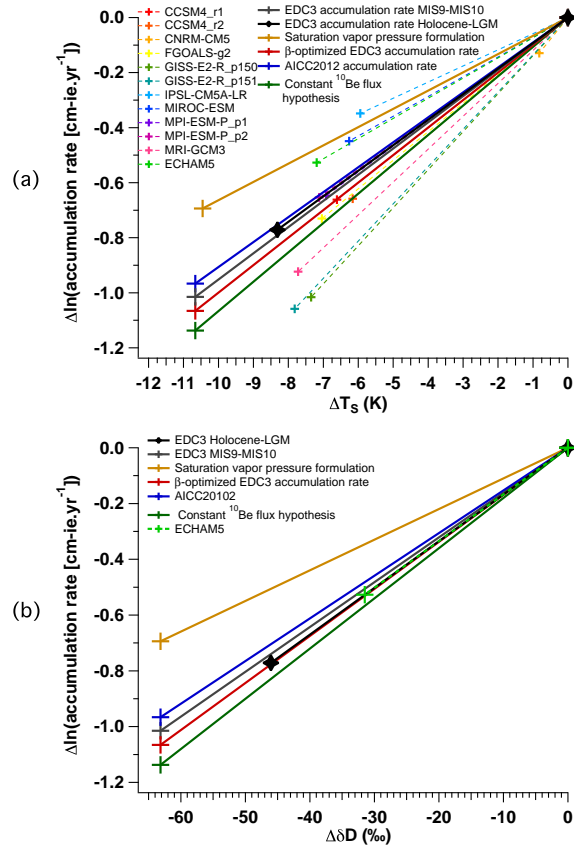 (a)
Δln(accumulation rate [cm-ie.yr⁻¹])
0.0
-0.2
-0.4
-0.6
-0.8
-1.0
-1.2
CCSM4_r1
CCSM4_r2
CNRM-CM5
FGOALS-g2
GISS-E2-R_p150
GISS-E2-R_p151
IPSL-CM5A-LR
MIROC-ESM
MPI-ESM-P_p1
MPI-ESM-P_p2
MRI-GCM3
ECHAM5
EDC3 accumulation rate MIS9-MIS10
EDC3 accumulation rate Holocene-LGM
Saturation vapor pressure formulation
β-optimized EDC3 accumulation rate
AICC2012 accumulation rate
Constant ¹⁰Be flux
hypothesis
-12 -11 -10 -9 -8 -7 -6 -5 -4 -3 -2 -1 0
ΔT_S (K)
(b)
Δln(accumulation rate [cm-ie.yr⁻¹])
0.0
-0.2
-0.4
-0.6
-0.8
-1.0
-1.2
EDC3 Holocene-LGM
EDC3 MIS9-MIS10
Saturation vapor pressure formulation
β-optimized EDC3 accumulation rate
AICC20102
Constant ¹⁰Be flux hypothesis
ECHAM5
-60 -50 -40 -30 -20 -10 0
ΔδD (‰)